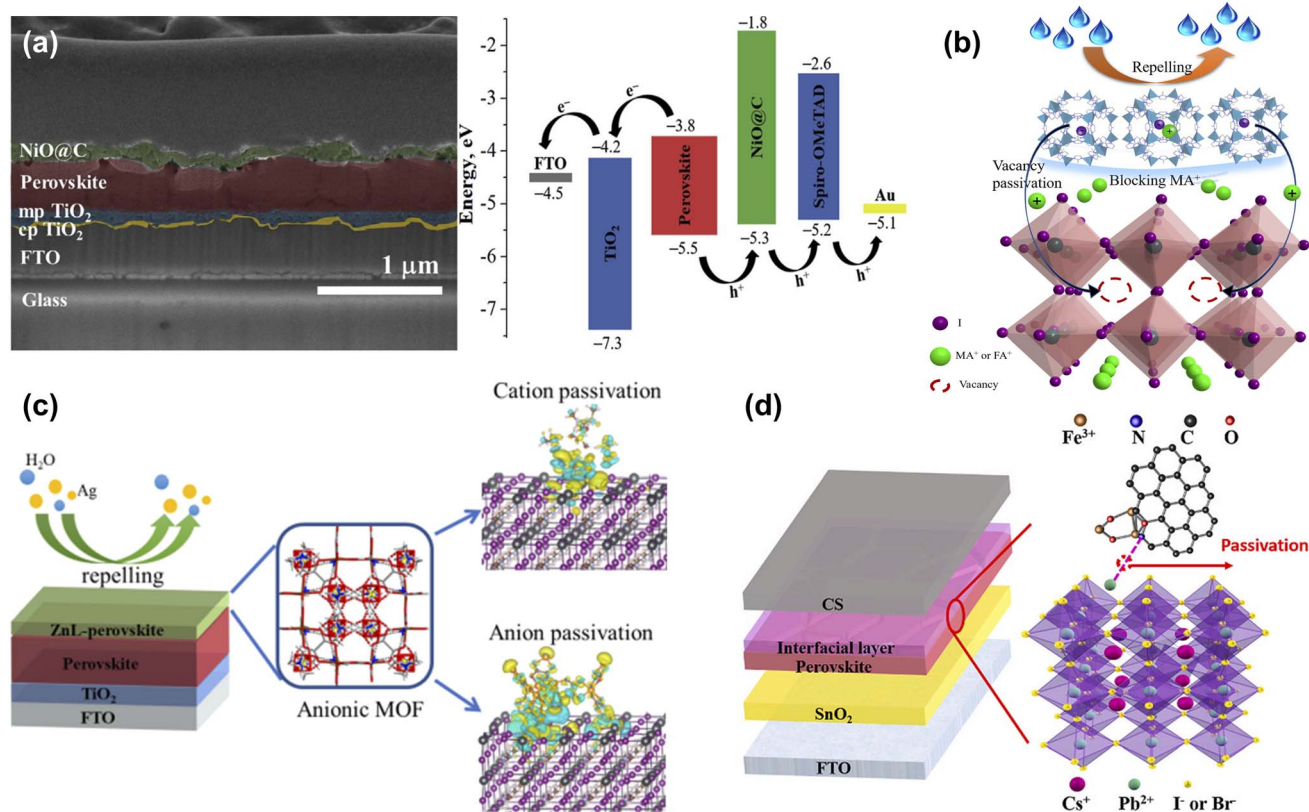 (a)
NiO@C
Perovskite
mp TiO₂
cp TiO₂
FTO
Glass
1 μm
Energy, eV
−2
−3
−4
−5
−6
−7
e⁻
e⁻
FTO
−4.5
−4.2
TiO₂
−7.3
−3.8
Perovskite
−5.5
−1.8
NiO@C
−5.3
−2.6
Spiro-OMeTAD
−5.2
Au
−5.1
h⁺
h⁺
h⁺
(b)
Repelling
Vacancy
passivation
Blocking MA⁺
+
+
+
I
MA⁺ or FA⁺
Vacancy
(c)
H₂O
Ag
repelling
ZnL-perovskite
Perovskite
TiO₂
FTO
Anionic MOF
Cation passivation
Anion passivation
(d)
Fe³⁺
N
C
O
Passivation
CS
Interfacial layer
Perovskite
SnO₂
FTO
Cs⁺
Pb²⁺
I⁻ or Br⁻